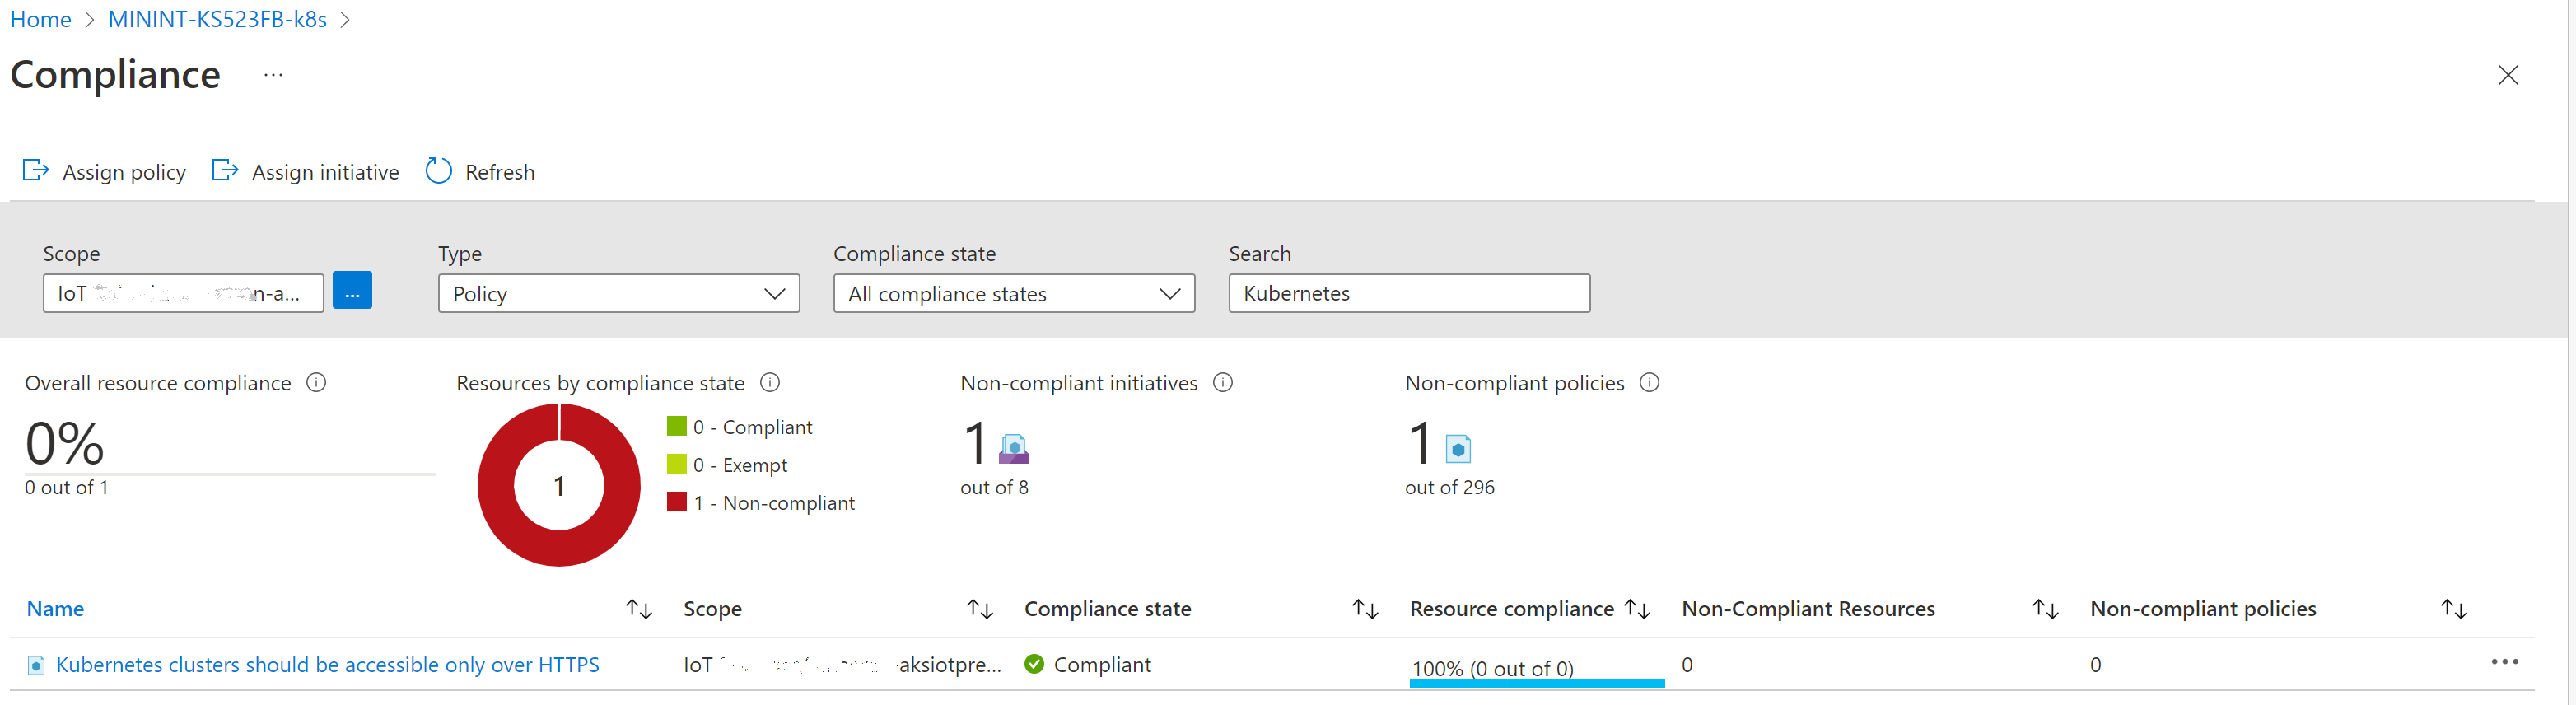 Home > MININT-KS523FB-k8s >
Compliance ...
Assign policy Assign initiative Refresh
Scope Type Compliance state Search
IoT n-a... ... Policy All compliance states Kubernetes
Overall resource compliance Resources by compliance state Non-compliant initiatives Non-compliant policies
0% 1 1
0 - Compliant
0 - Exempt
1 - Non-compliant
1
0 out of 1 out of 8 out of 296
Name Scope Compliance state Resource compliance Non-Compliant Resources Non-compliant policies
Kubernetes clusters should be accessible only over HTTPS IoT -aksiotpre... Compliant 100% (0 out of 0) 0 0 ...